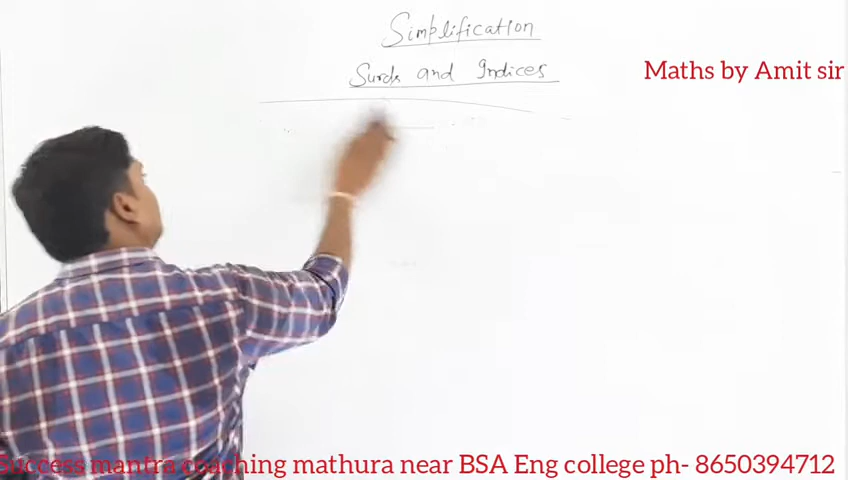 Simplification
Surds and Indices
Maths by Amit sir
Success mantra coaching mathura near BSA Eng college ph- 8650394712